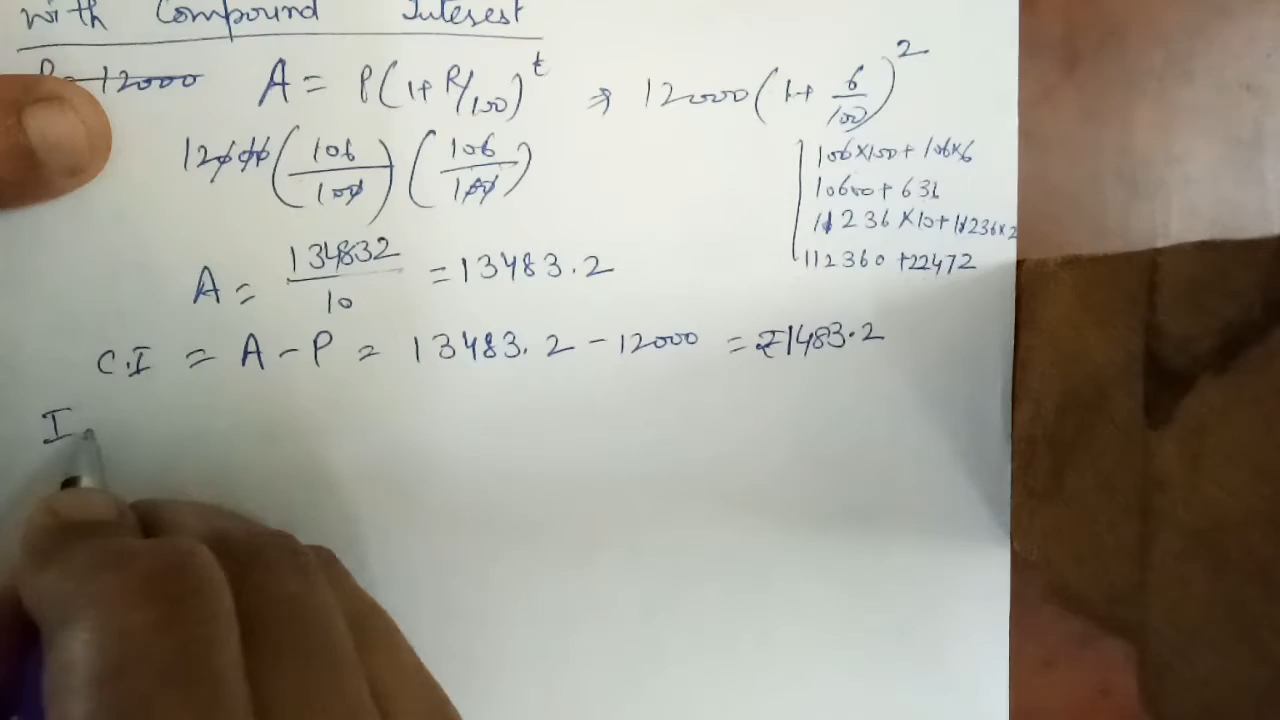 With Compound Interest
P = 12000 A = P(1+R/100)^t ⇒ 12000(1+6/100)^2
12000(106/100)(106/100)
106×100+106×6
10600+636
11236×10+11236×2
112360+22472
A = 134832/10 = 13483.2
C.I = A-P = 13483.2-12000 = ₹1483.2
I